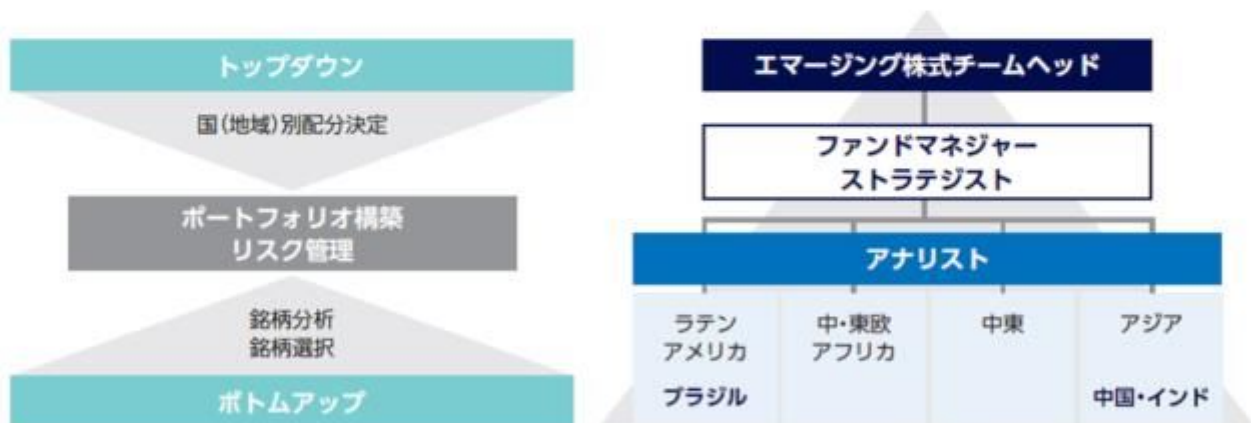 トップダウン
国(地域)別配分決定
ポートフォリオ構築
リスク管理
銘柄分析
銘柄選択
ボトムアップ
エマージング株式チームヘッド
ファンドマネジャー
ストラテジスト
アナリスト
ラテン
アメリカ
ブラジル
中・東欧
アフリカ
中東
アジア
中国・インド